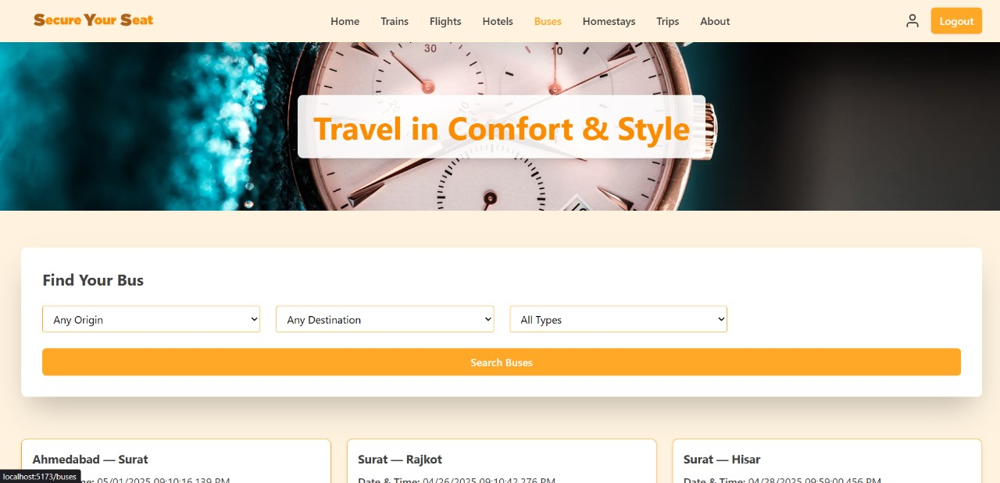 Secure Your Seat
Home Trains Flights Hotels Buses Homestays Trips About
Logout
30
10
Travel in Comfort & Style
Find Your Bus
Any Origin
Any Destination
All Types
Search Buses
Ahmedabad — Surat
05/01/2025 09:10:16.139 PM
Surat — Rajkot
Date & Time: 04/26/2025 09:10:42.276 PM
Surat — Hisar
Date & Time: 04/28/2025 09:59:00.456 PM
localhost:5173/buses